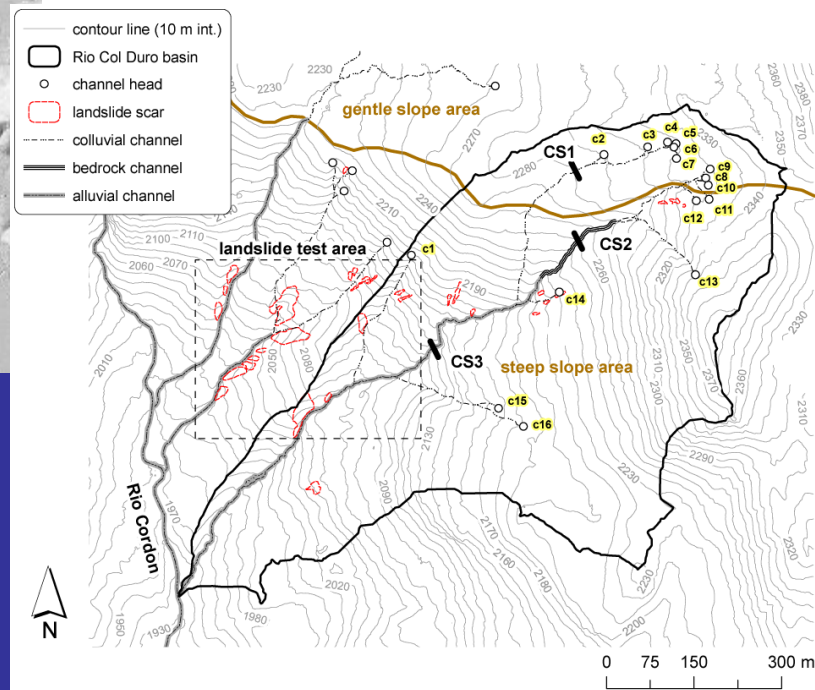 contour line (10 m int.)
Rio Col Duro basin
channel head
landslide scar
colluvial channel
bedrock channel
alluvial channel
2230
2230
2220
gentle slope area
2270
2280
2330
2380
2370
2350
2340
c1
c2
c3
c4
c5
c6
c7
c8
c9
c10
c11
c12
c13
c14
c15
c16
CS1
CS2
CS3
2240
2210
2110
2100
2060
2070
landslide test area
2190
2260
2320
2330
2010
2050
2080
steep slope area
2310
2300
2350
2370
2360
2310
2290
2130
2320
Rio Cordon
1970
2090
2170
2160
2180
2020
2230
2220
2200
1950
1930
1980
N
0 75 150 300 m